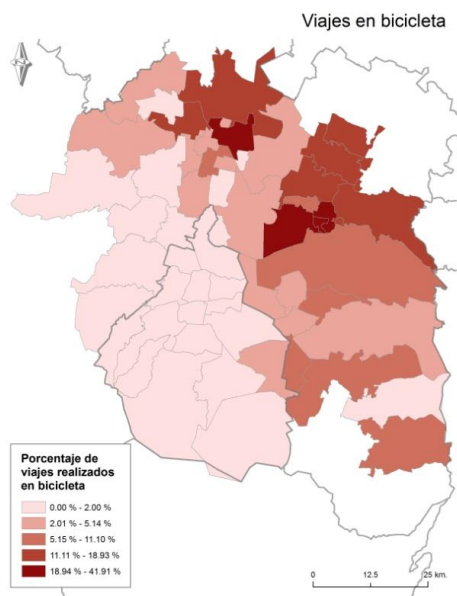 Viajes en bicicleta
Porcentaje de
viajes realizados
en bicicleta
0.00 % - 2.00 %
2.01 % - 5.14 %
5.15 % - 11.10 %
11.11 % - 18.93 %
18.94 % - 41.91 %
0 12.5 25 km.